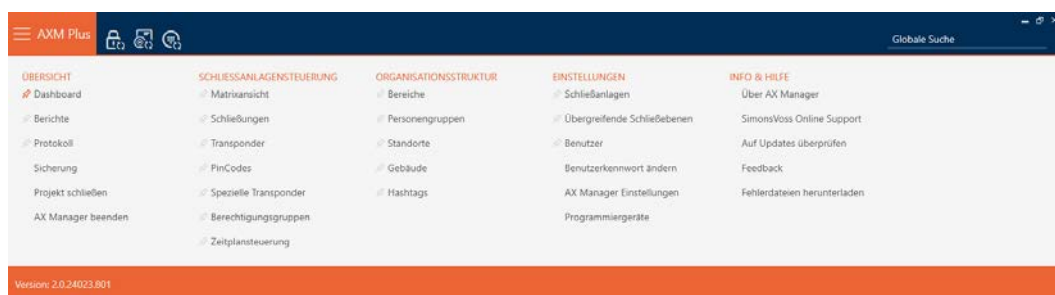 AXM Plus
Globale Suche
ÜBERSICHT
Dashboard
Berichte
Protokoll
Sicherung
Projekt schließen
AX Manager beenden
SCHLIESSANLAGENSTEUERUNG
Matrixansicht
Schließungen
Transponder
PinCodes
Spezielle Transponder
Berechtigungsgruppen
Zeitplansteuerung
ORGANISATIONSSTRUKTUR
Bereiche
Personengruppen
Standorte
Gebäude
Hashtags
EINSTELLUNGEN
Schließanlagen
Übergreifende Schließebenen
Benutzer
Benutzerkennwort ändern
AX Manager Einstellungen
Programmiergeräte
INFO & HILFE
Über AX Manager
SimonsVoss Online Support
Auf Updates überprüfen
Feedback
Fehlerdateien herunterladen
Version: 2.0.24023.801